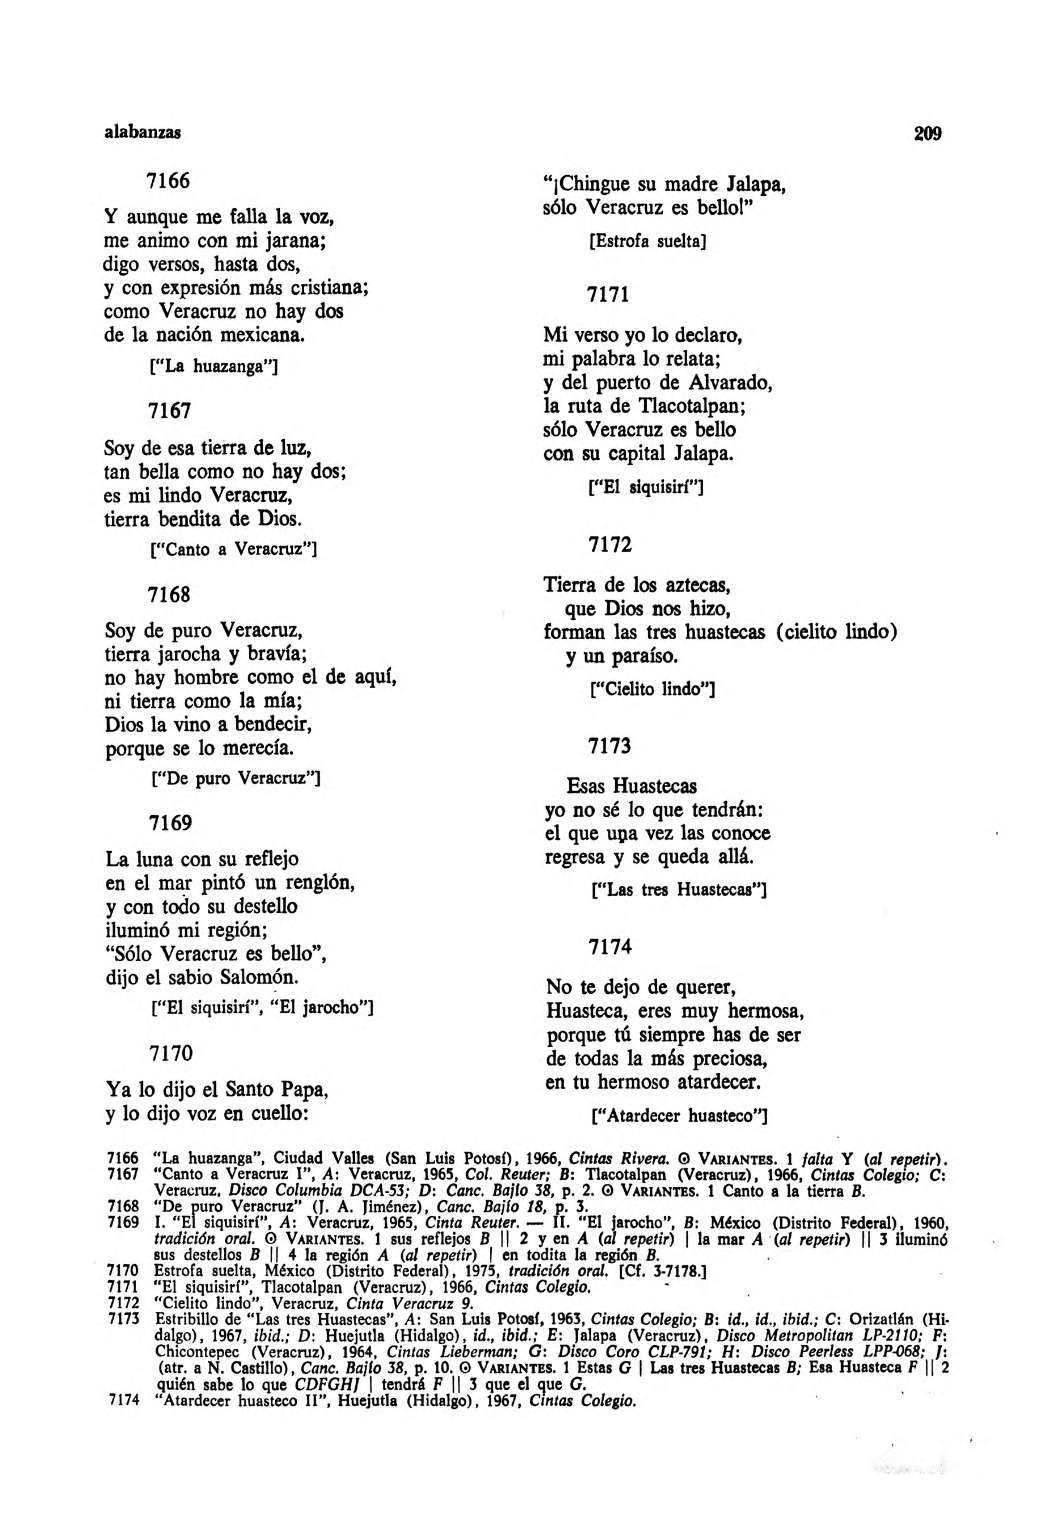 alabanzas 209
7166
Y aunque me falla la voz,
me animo con mi jarana;
digo versos, hasta dos,
y con expresión más cristiana;
como Veracruz no hay dos
de la nación mexicana.
["La huazanga"]
7167
Soy de esa tierra de luz,
tan bella como no hay dos;
es mi lindo Veracruz,
tierra bendita de Dios.
["Canto a Veracruz"]
7168
Soy de puro Veracruz,
tierra jarocha y bravía;
no hay hombre como el de aquí,
ni tierra como la mía;
Dios la vino a bendecir,
porque se lo merecía.
["De puro Veracruz"]
7169
La luna con su reflejo
en el mar pintó un renglón,
y con todo su destello
iluminó mi región;
"Sólo Veracruz es bello",
dijo el sabio Salomón.
["El siquisirí", "El jarocho"]
7170
Ya lo dijo el Santo Papa,
y lo dijo voz en cuello:
"¡Chingue su madre Jalapa,
sólo Veracruz es bello!"
[Estrofa suelta]
7171
Mi verso yo lo declaro,
mi palabra lo relata;
y del puerto de Alvarado,
la ruta de Tlacotalpan;
sólo Veracruz es bello
con su capital Jalapa.
["El siquisirí"]
7172
Tierra de los aztecas,
que Dios nos hizo,
forman las tres huastecas (cielito lindo)
y un paraíso.
["Cielito lindo"]
7173
Esas Huastecas
yo no sé lo que tendrán:
el que una vez las conoce
regresa y se queda allá.
["Las tres Huastecas"]
7174
No te dejo de querer,
Huasteca, eres muy hermosa,
porque tú siempre has de ser
de todas la más preciosa,
en tu hermoso atardecer.
["Atardecer huasteco"]
7166 "La huazanga", Ciudad Valles (San Luis Potosí), 1966, Cintas Rivera. ⊙ VARIANTES. 1 falta Y (al repetir).
7167 "Canto a Veracruz I", A: Veracruz, 1965, Col. Reuter; B: Tlacotalpan (Veracruz), 1966, Cintas Colegio; C:
Veracruz, Disco Columbia DCA-53; D: Canc. Bajío 38, p. 2. ⊙ VARIANTES. 1 Canto a la tierra B.
7168 "De puro Veracruz" (J. A. Jiménez), Canc. Bajío 18, p. 3.
7169 I. "El siquisirí", A: Veracruz, 1965, Cinta Reuter. — II. "El jarocho", B: México (Distrito Federal), 1960,
tradición oral. ⊙ VARIANTES. 1 sus reflejos B || 2 y en A (al repetir) | la mar A (al repetir) || 3 iluminó
sus destellos B || 4 la región A (al repetir) | en todita la región B.
7170 Estrofa suelta, México (Distrito Federal), 1975, tradición oral. [Cf. 3-7178.]
7171 "El siquisirí", Tlacotalpan (Veracruz), 1966, Cintas Colegio.
7172 "Cielito lindo", Veracruz, Cinta Veracruz 9.
7173 Estribillo de "Las tres Huastecas", A: San Luis Potosí, 1963, Cintas Colegio; B: id., id., ibid.; C: Orizatlán (Hi-
dalgo), 1967, ibid.; D: Huejutla (Hidalgo), id., ibid.; E: Jalapa (Veracruz), Disco Metropolitan LP-2110; F:
Chicontepec (Veracruz), 1964, Cintas Lieberman; G: Disco Coro CLP-791; H: Disco Peerless LPP-068; J:
(atr. a N. Castillo), Canc. Bajío 38, p. 10. ⊙ VARIANTES. 1 Estas G | Las tres Huastecas B; Esa Huasteca F || 2
quién sabe lo que CDFGHJ | tendrá F || 3 que el que G.
7174 "Atardecer huasteco II", Huejutla (Hidalgo), 1967, Cintas Colegio.